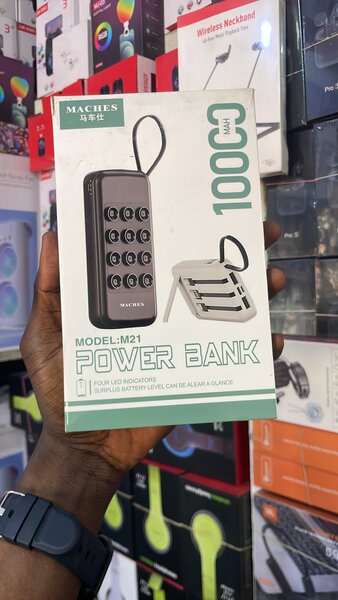 MACHES
马车仕
10000
MAH
MACHES
MODEL:M21
POWER BANK
FOUR LED INDICATORS
SURPLUS BATTERY LEVEL CAN BE ALEAR A GLANCE
Wireless Neckband
RGB